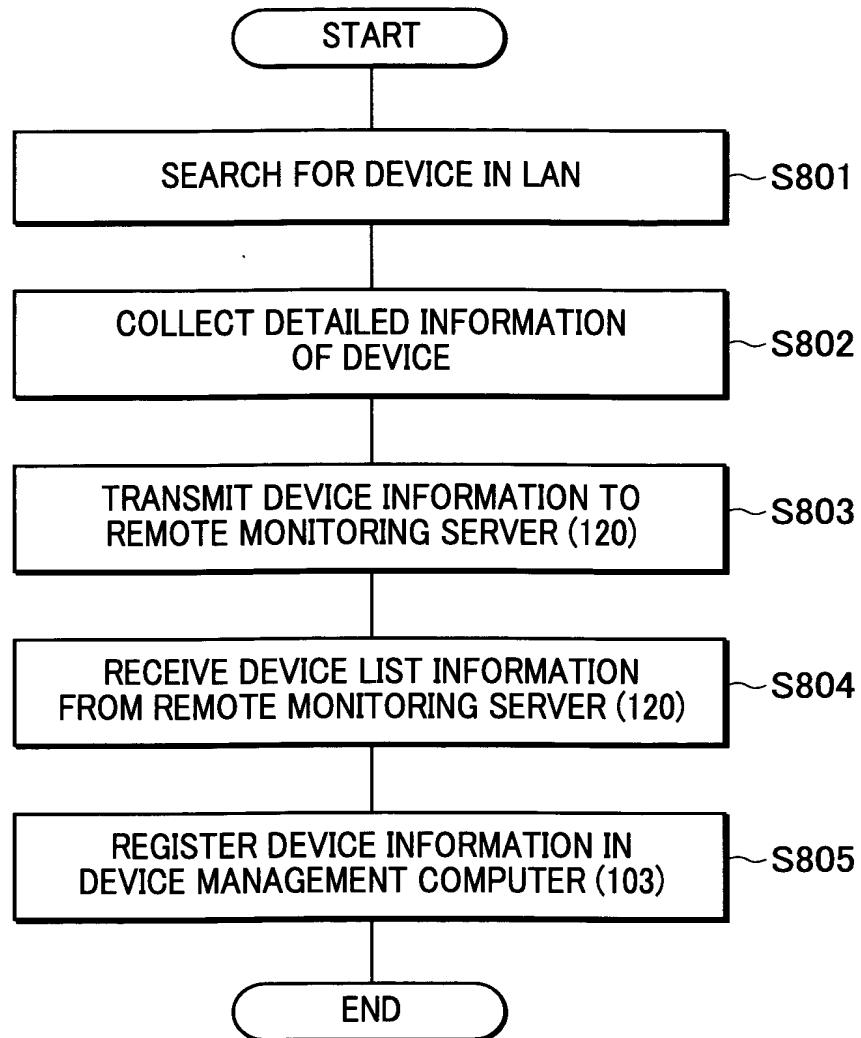 START
SEARCH FOR DEVICE IN LAN
S801
COLLECT DETAILED INFORMATION
OF DEVICE
S802
TRANSMIT DEVICE INFORMATION TO
REMOTE MONITORING SERVER (120)
S803
RECEIVE DEVICE LIST INFORMATION
FROM REMOTE MONITORING SERVER (120)
S804
REGISTER DEVICE INFORMATION IN
DEVICE MANAGEMENT COMPUTER (103)
S805
END